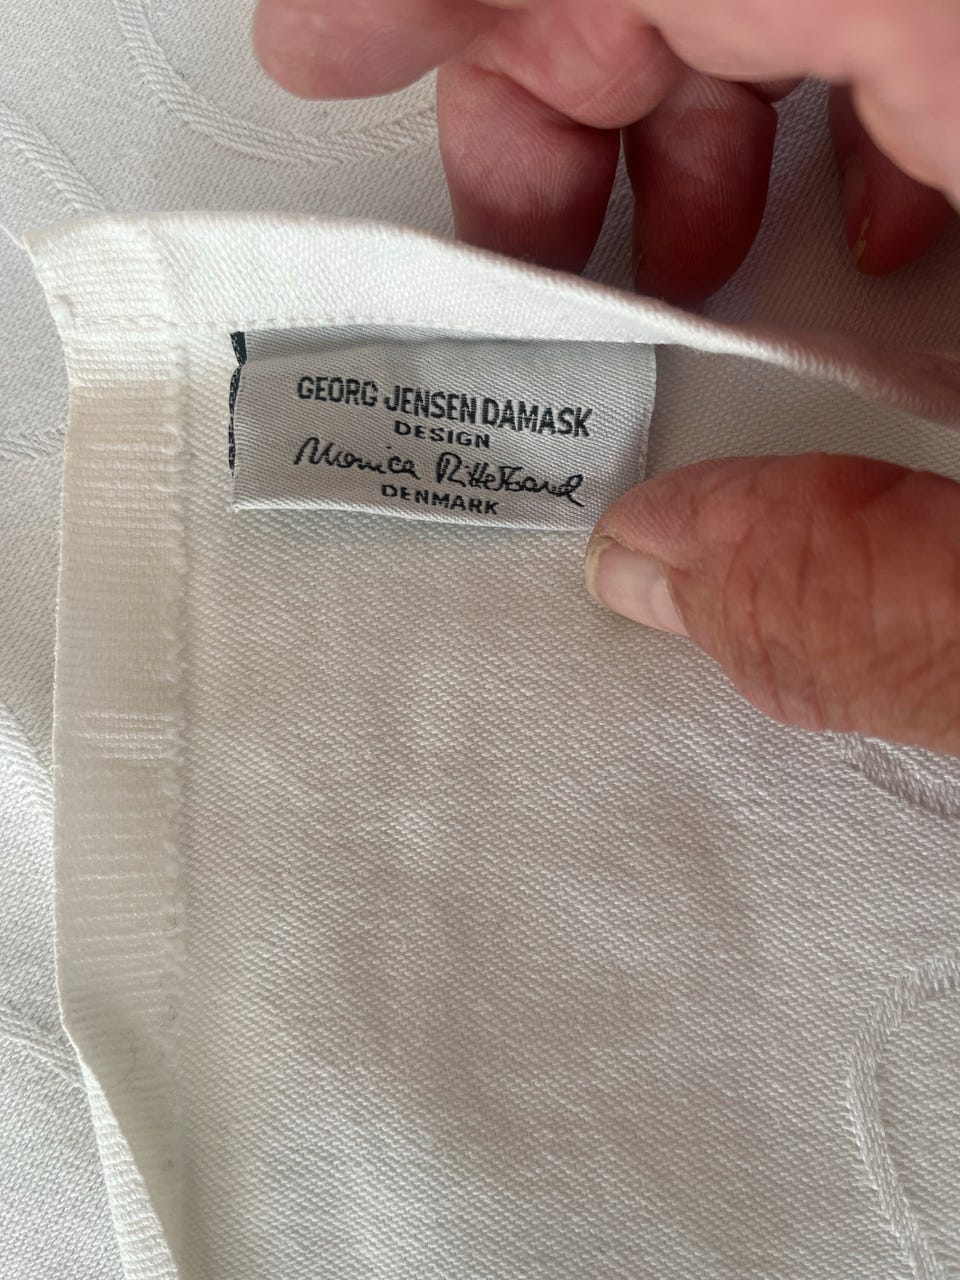 GEORG JENSEN DAMASK
DESIGN
Monica Ritterband
DENMARK